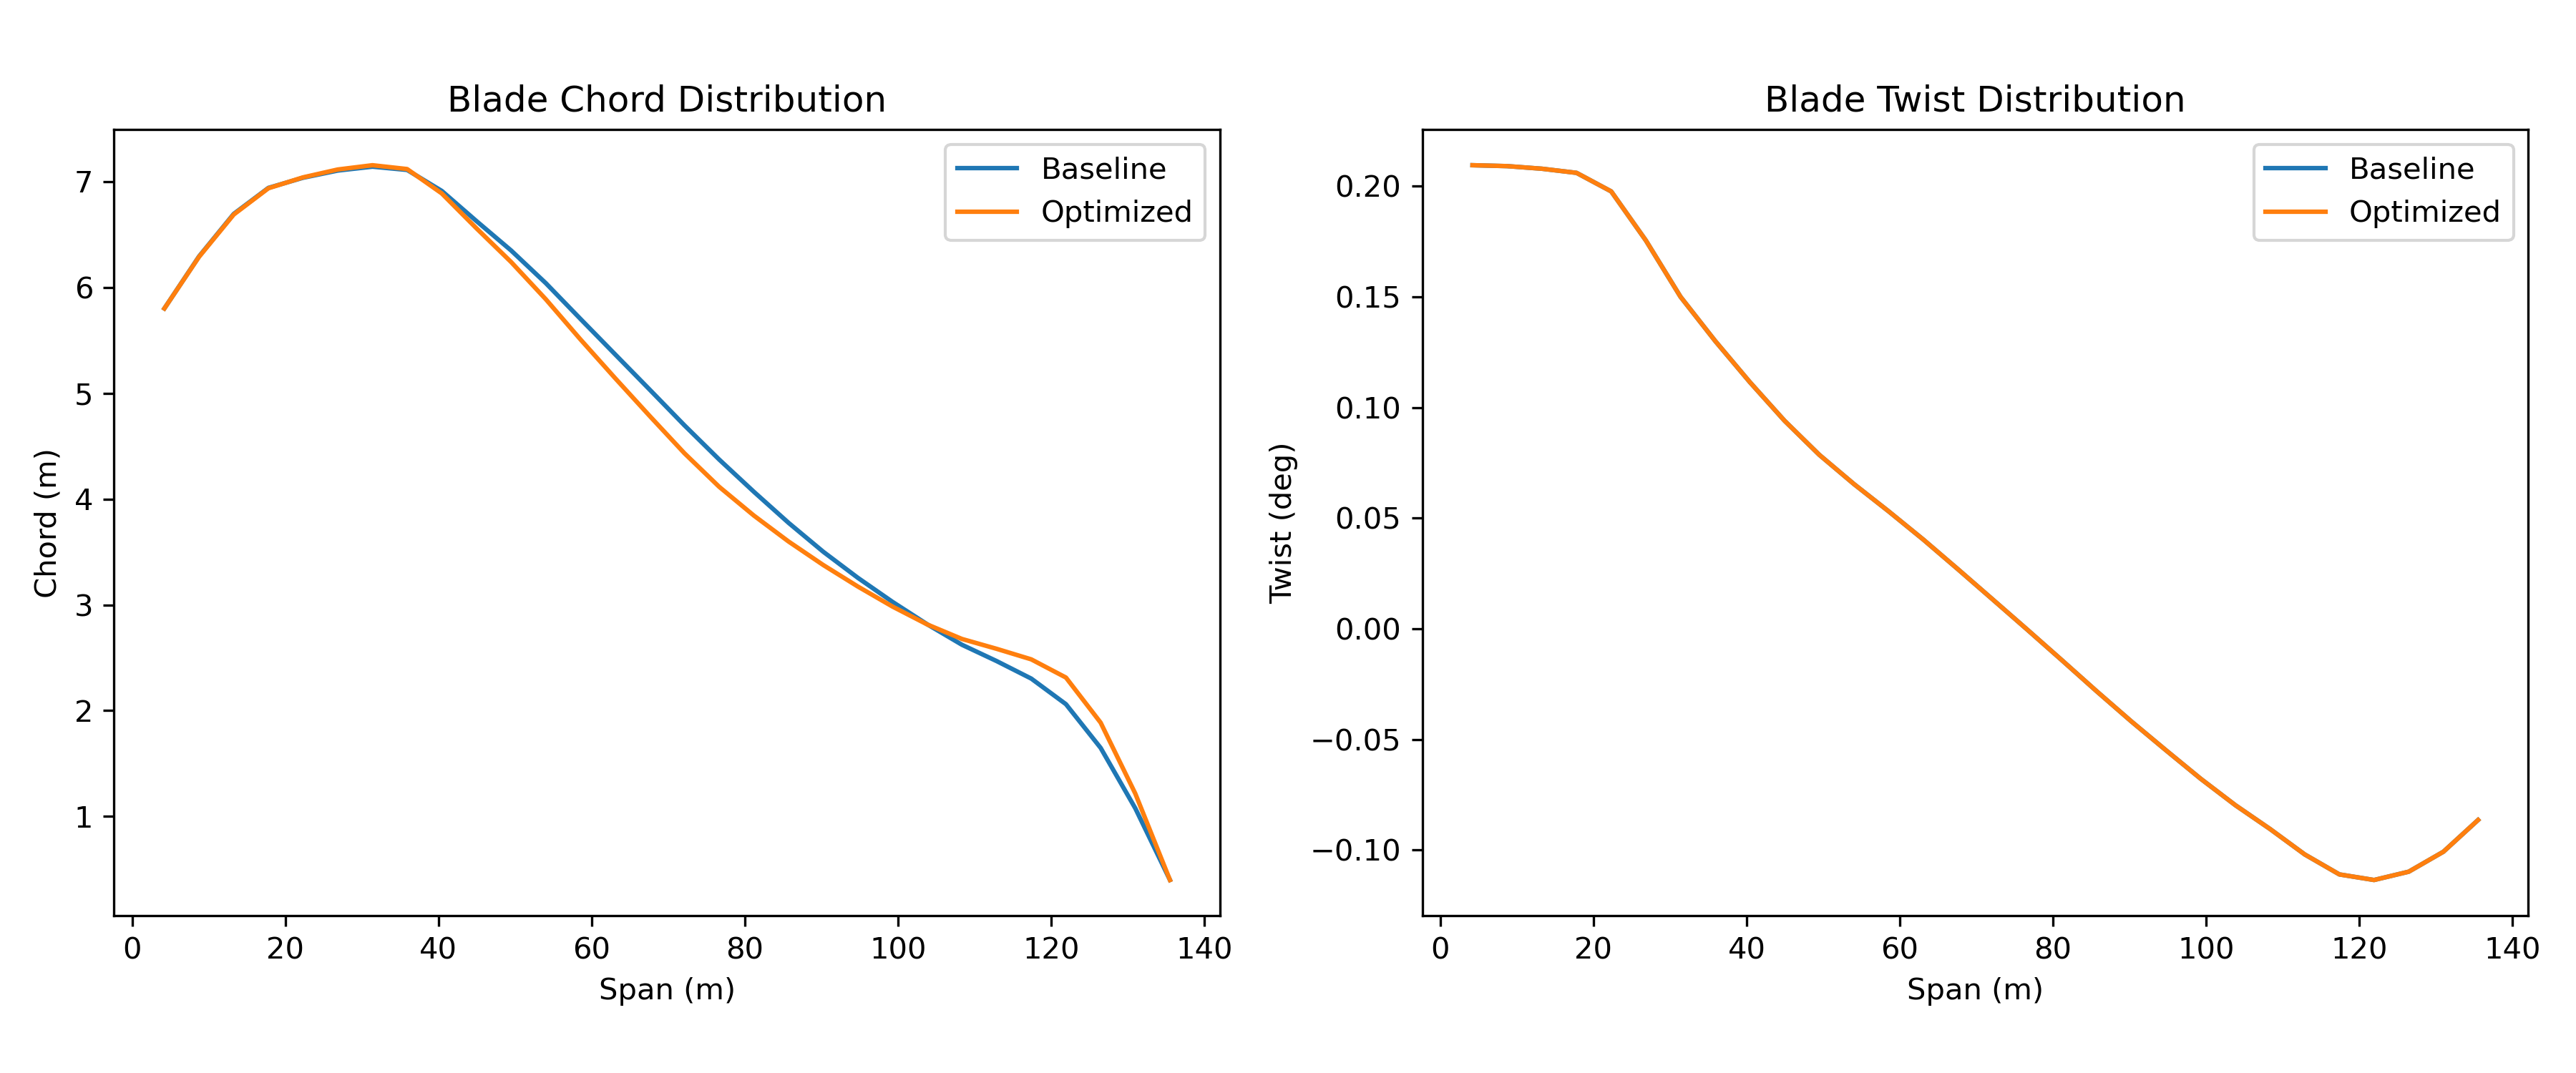 Blade Chord Distribution
Chord (m)
7
6
5
4
3
2
1
0 20 40 60 80 100 120 140
Span (m)
Baseline
Optimized
Blade Twist Distribution
Twist (deg)
0.20
0.15
0.10
0.05
0.00
−0.05
−0.10
0 20 40 60 80 100 120 140
Span (m)
Baseline
Optimized